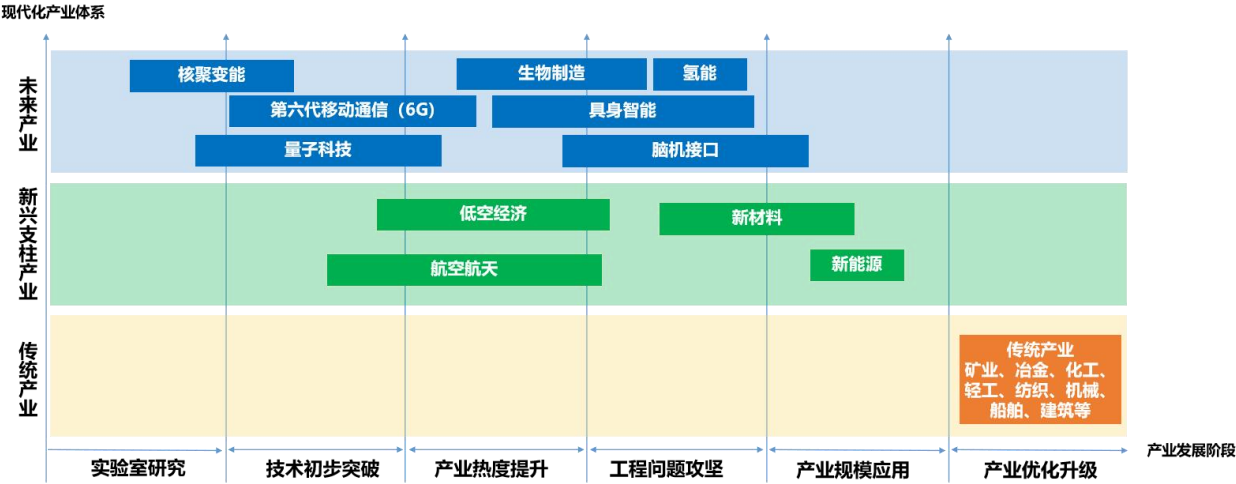 现代化产业体系
未来产业
核聚变能
生物制造
氢能
第六代移动通信（6G）
具身智能
量子科技
脑机接口
新兴支柱产业
低空经济
新材料
航空航天
新能源
传统产业
传统产业
矿业、冶金、化工、
轻工、纺织、机械、
船舶、建筑等
产业发展阶段
实验室研究
技术初步突破
产业热度提升
工程问题攻坚
产业规模应用
产业优化升级